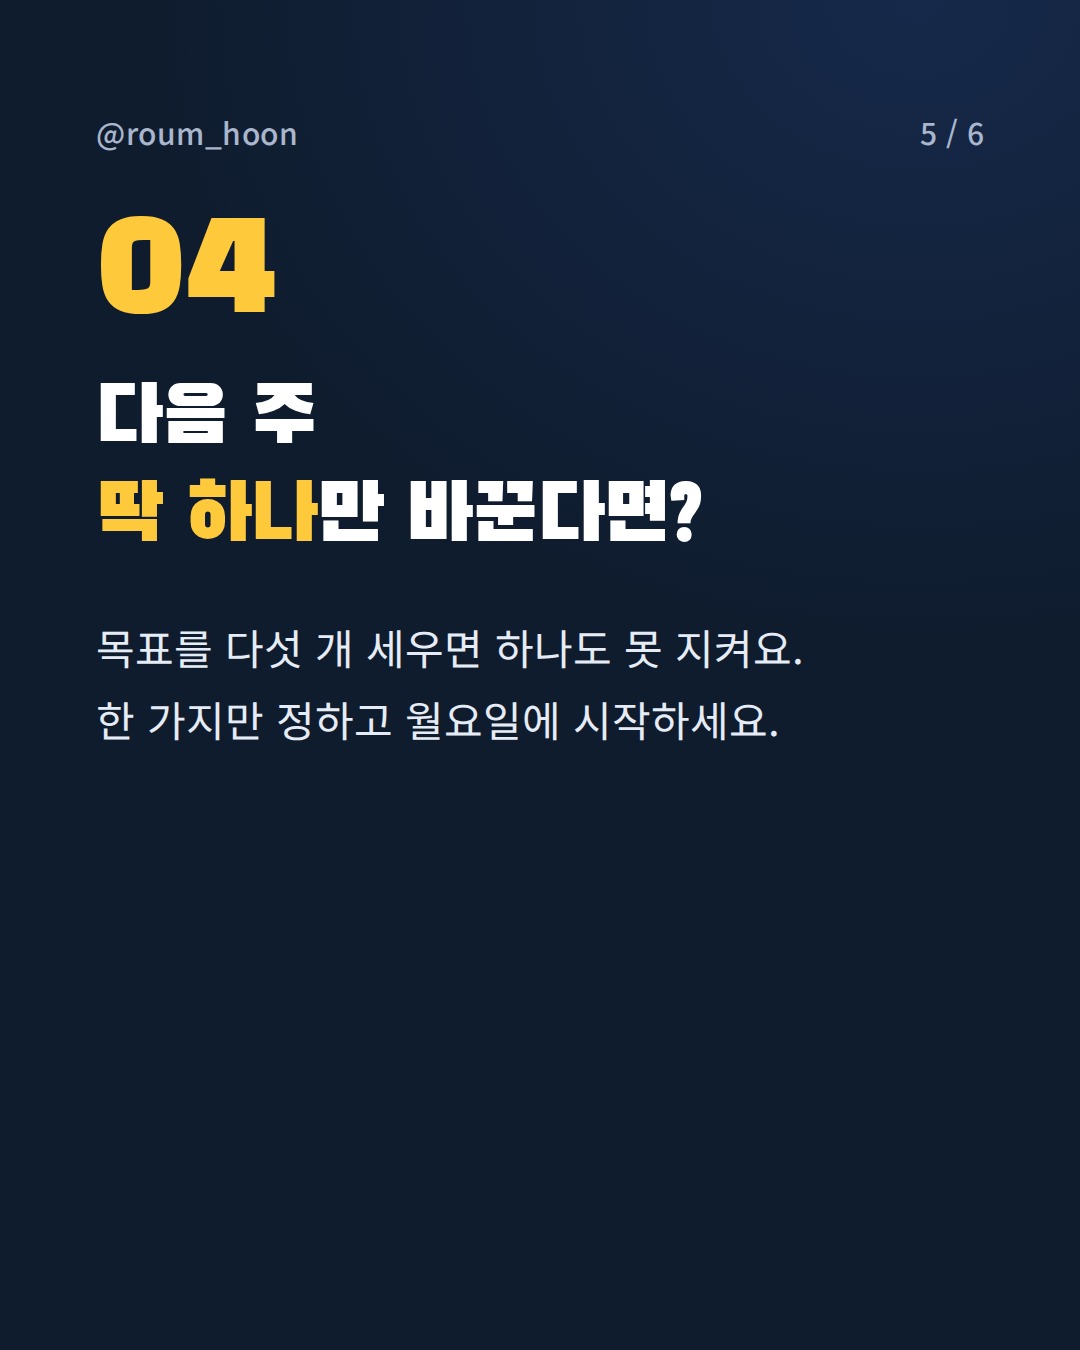 @roum_hoon
5 / 6
04
다음 주
딱 하나만 바꾼다면?
목표를 다섯 개 세우면 하나도 못 지켜요.
한 가지만 정하고 월요일에 시작하세요.